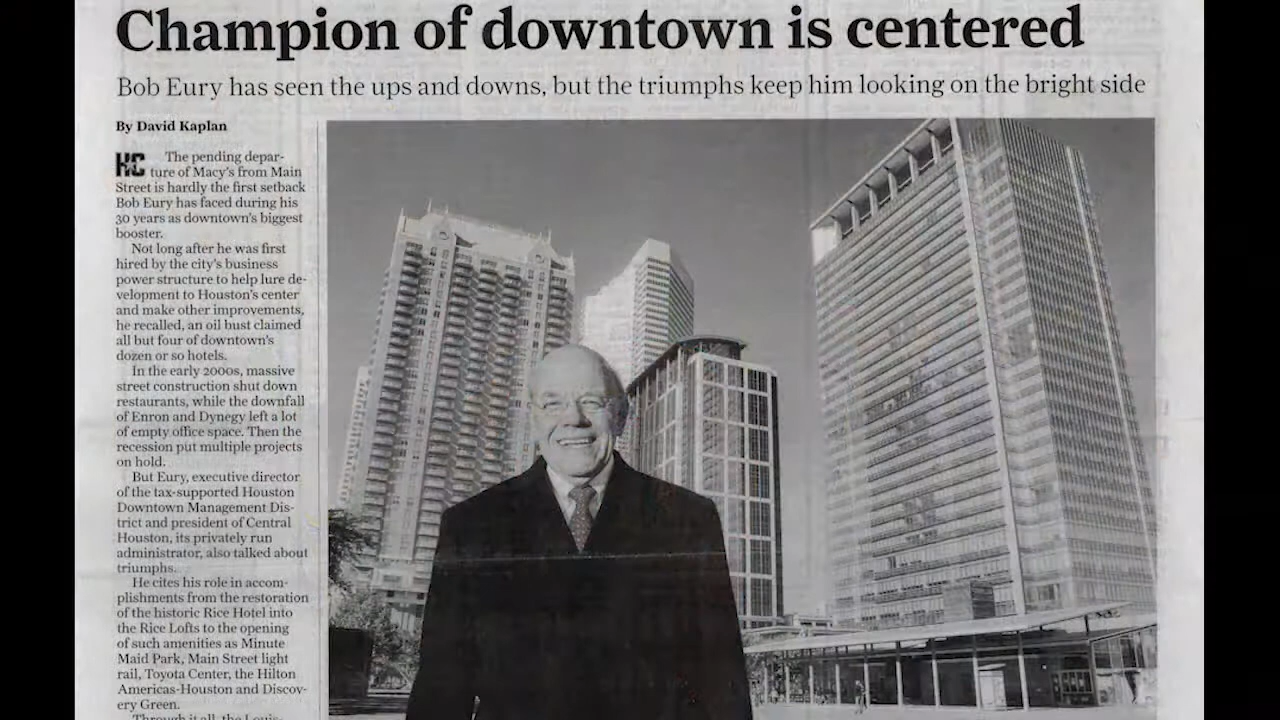 Champion of downtown is centered
Bob Eury has seen the ups and downs, but the triumphs keep him looking on the bright side
By David Kaplan
HC The pending depar-
ture of Macy's from Main
Street is hardly the first setback
Bob Eury has faced during his
30 years as downtown's biggest
booster.
Not long after he was first
hired by the city's business
power structure to help lure de-
velopment to Houston's center
and make other improvements,
he recalled, an oil bust claimed
all but four of downtown's
dozen or so hotels.
In the early 2000s, massive
street construction shut down
restaurants, while the downfall
of Enron and Dynegy left a lot
of empty office space. Then the
recession put multiple projects
on hold.
But Eury, executive director
of the tax-supported Houston
Downtown Management Dis-
trict and president of Central
Houston, its privately run
administrator, also talked about
triumphs.
He cites his role in accom-
plishments from the restoration
of the historic Rice Hotel into
the Rice Lofts to the opening
of such amenities as Minute
Maid Park, Main Street light
rail, Toyota Center, the Hilton
Americas-Houston and Discov-
ery Green.
Through it all, the Louis-